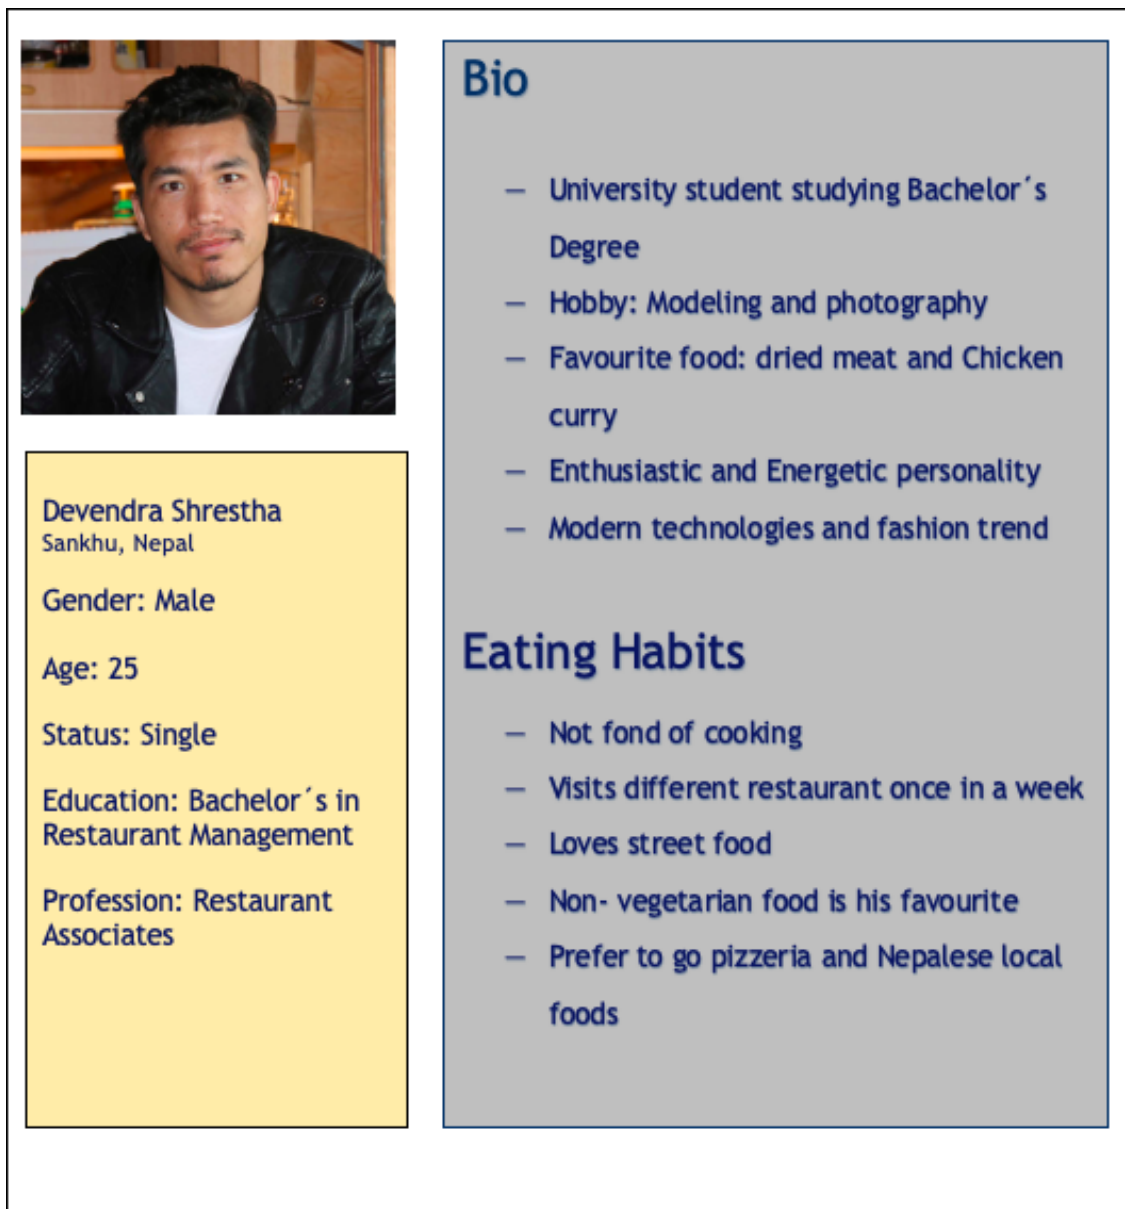 Devendra Shrestha
Sankhu, Nepal
Gender: Male
Age: 25
Status: Single
Education: Bachelor´s in
Restaurant Management
Profession: Restaurant
Associates
Bio
– University student studying Bachelor´s
Degree
– Hobby: Modeling and photography
– Favourite food: dried meat and Chicken
curry
– Enthusiastic and Energetic personality
– Modern technologies and fashion trend
Eating Habits
– Not fond of cooking
– Visits different restaurant once in a week
– Loves street food
– Non- vegetarian food is his favourite
– Prefer to go pizzeria and Nepalese local
foods